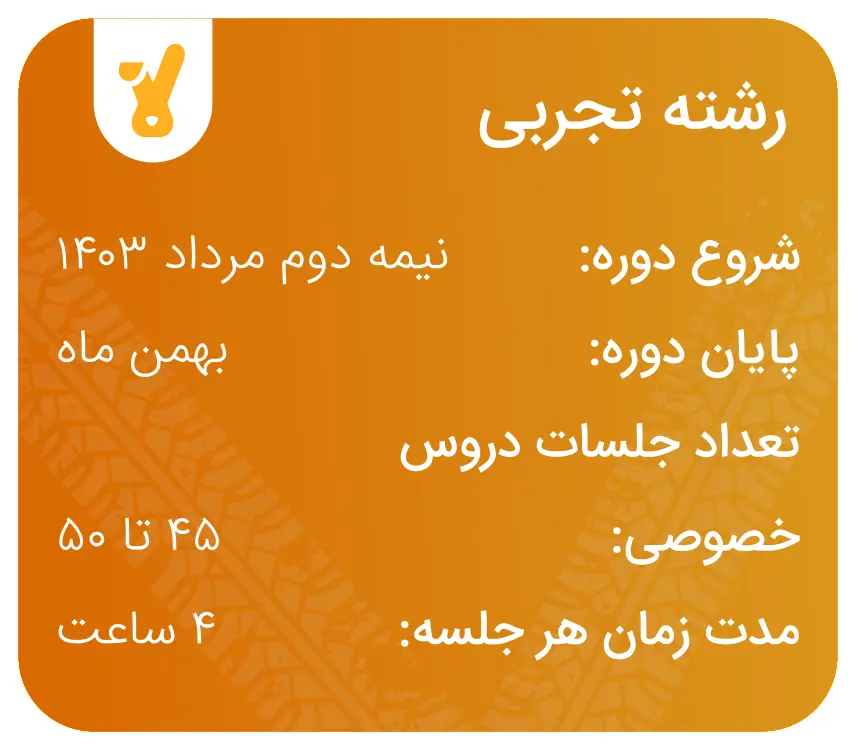 رشته تجربی
شروع دوره: نیمه دوم مرداد ۱۴۰۳
پایان دوره: بهمن ماه
تعداد جلسات دروس
خصوصی: ۴۵ تا ۵۰
مدت زمان هر جلسه: ۴ ساعت